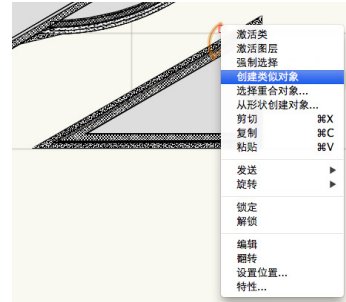 激活类
激活图层
强制选择
创建类似对象
选择重合对象...
从形状创建对象...
剪切 ⌘X
复制 ⌘C
粘贴 ⌘V
发送 ▶
旋转 ▶
锁定
解锁
编辑
翻转
设置位置...
特性...